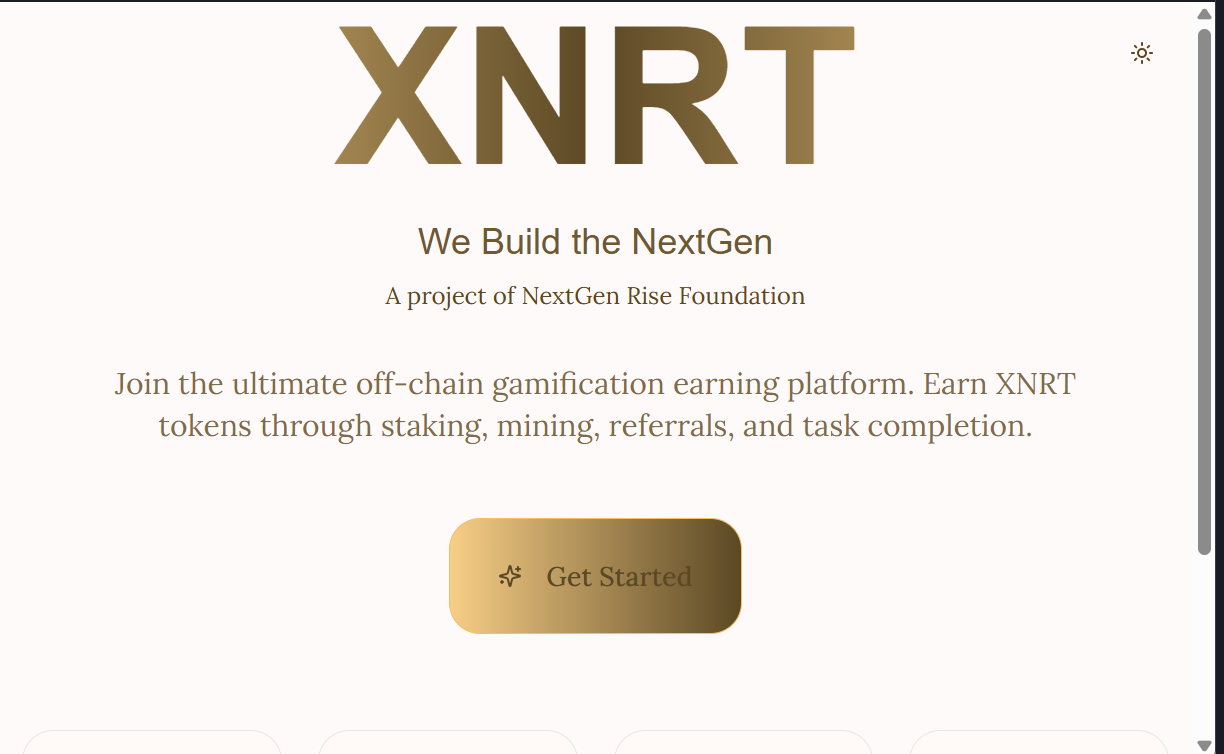 XNRT
We Build the NextGen
A project of NextGen Rise Foundation
Join the ultimate off-chain gamification earning platform. Earn XNRT
tokens through staking, mining, referrals, and task completion.
Get Started